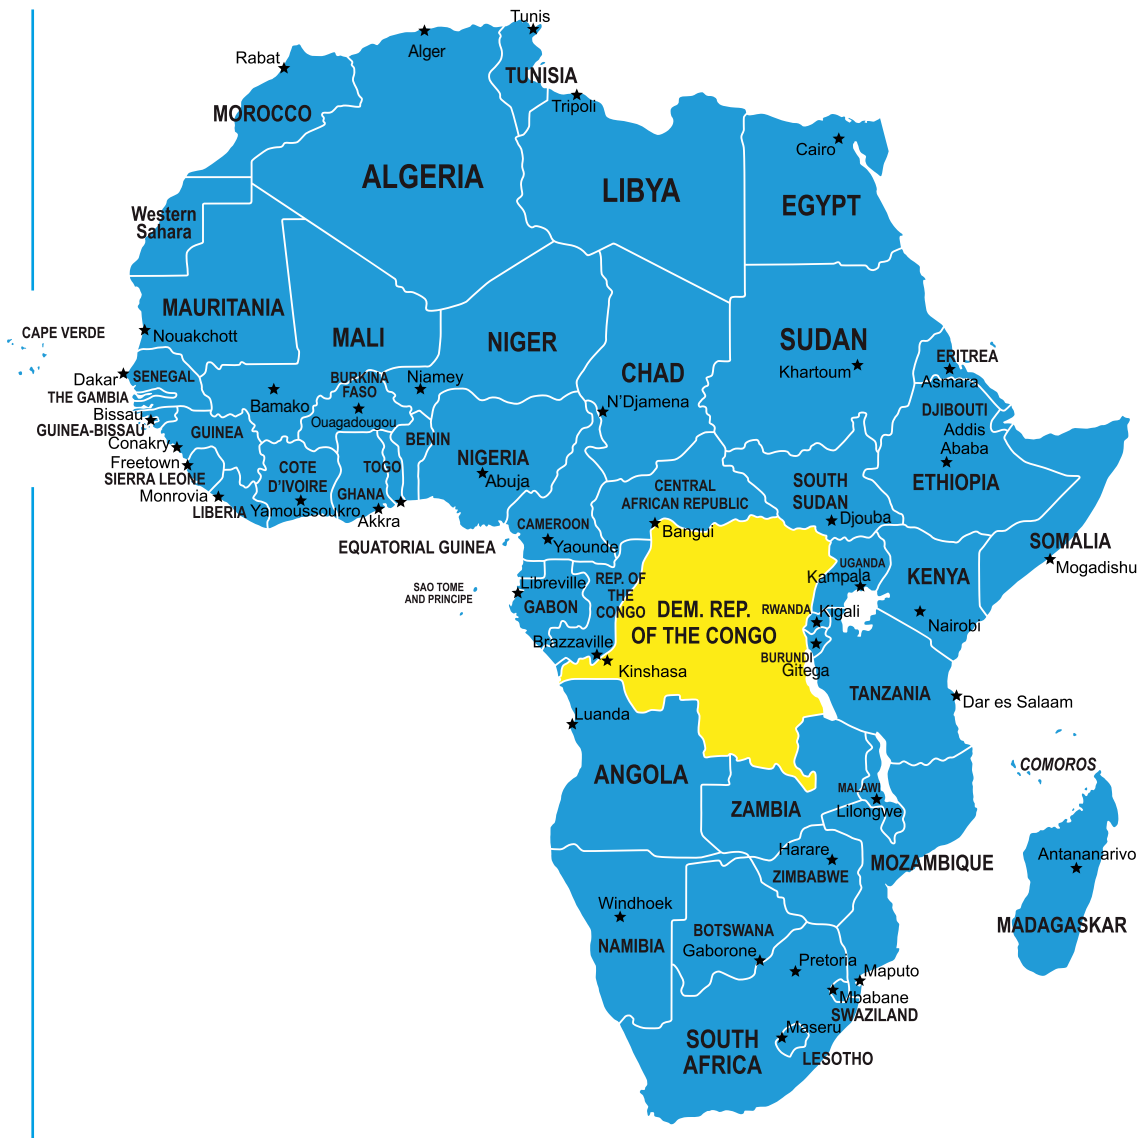 Tunis
Rabat
Alger
TUNISIA
Tripoli
MOROCCO
Cairo
ALGERIA
LIBYA
EGYPT
Western
Sahara
MAURITANIA
Nouakchott
CAPE VERDE
MALI
NIGER
SUDAN
Khartoum
ERITREA
Asmara
CHAD
N'Djamena
Dakar
SENEGAL
THE GAMBIA
Bissau
GUINEA-BISSAU
Conakry
GUINEA
Freetown
SIERRA LEONE
Monrovia
LIBERIA
Bamako
BURKINA
FASO
Ouagadougou
Niamey
BENIN
TOGO
COTE
D'IVOIRE
Yamoussoukro
GHANA
Akkra
NIGERIA
Abuja
DJIBOUTI
Addis
Ababa
ETHIOPIA
SOUTH
SUDAN
Djouba
CENTRAL
AFRICAN REPUBLIC
Bangui
CAMEROON
Yaounde
EQUATORIAL GUINEA
SAO TOME
AND PRINCIPE
Libreville
GABON
REP. OF
THE
CONGO
Brazzaville
DEM. REP.
OF THE CONGO
Kinshasa
UGANDA
Kampala
KENYA
Nairobi
SOMALIA
Mogadishu
RWANDA
Kigali
BURUNDI
Gitega
TANZANIA
Dar es Salaam
Luanda
ANGOLA
ZAMBIA
MALAWI
Lilongwe
COMOROS
MOZAMBIQUE
Harare
ZIMBABWE
Antananarivo
MADAGASKAR
Windhoek
NAMIBIA
BOTSWANA
Gaborone
Pretoria
Maputo
Mbabane
SWAZILAND
Maseru
LESOTHO
SOUTH
AFRICA